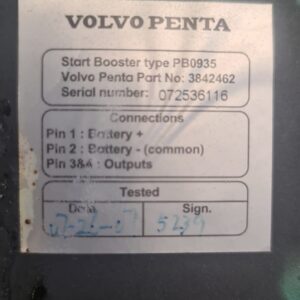 VOLVO PENTA
Start Booster type PB0935
Volvo Penta Part No: 3842462
Serial number: 072536116
Connections
Pin 1 : Battery +
Pin 2 : Battery - (common)
Pin 3&4 : Outputs
Tested
Date Sign.